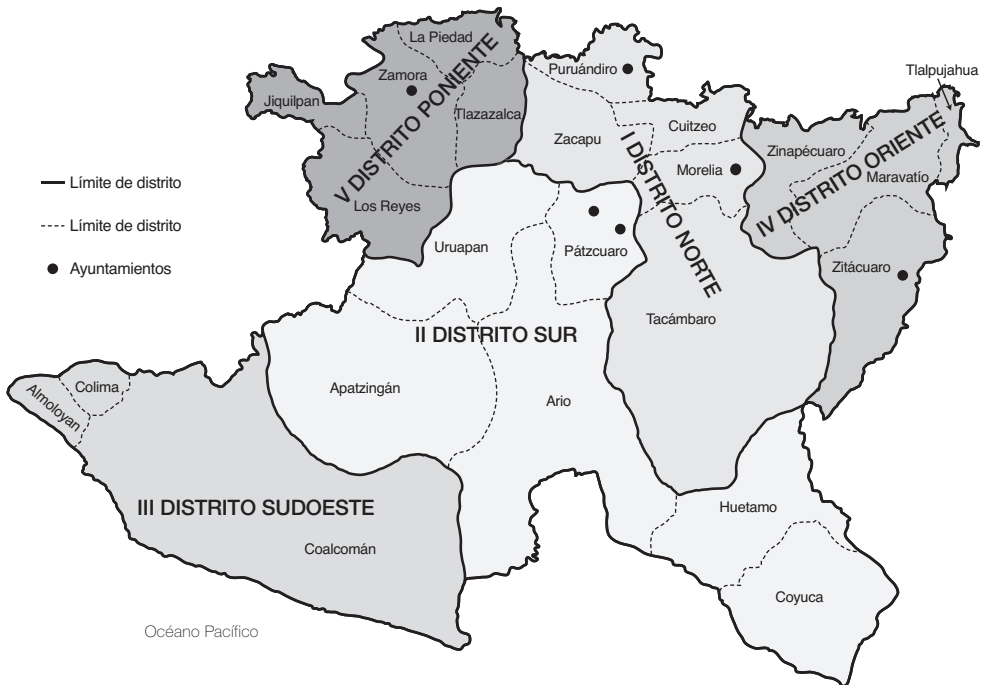 La Piedad
Zamora
Jiquilpan
Tlazazalca
V DISTRITO PONIENTE
Los Reyes
Puruándiro
Zacapu
Cuitzeo
Morelia
I DISTRITO NORTE
Tacámbaro
Tlalpujahua
Zinapécuaro
Maravatío
IV DISTRITO ORIENTE
Zitácuaro
Límite de distrito
Límite de distrito
Ayuntamientos
Uruapan
Pátzcuaro
II DISTRITO SUR
Apatzingán
Ario
Huetamo
Coyuca
Colima
Almoloyan
III DISTRITO SUDOESTE
Coalcomán
Océano Pacífico